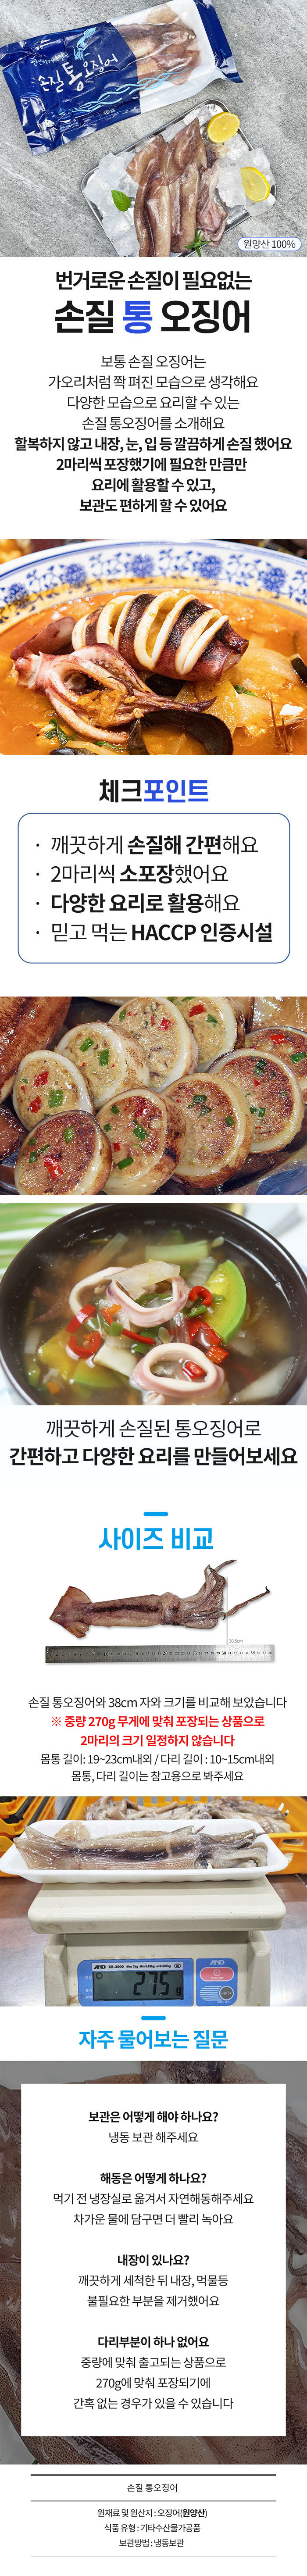 손질통오징어
원양산 100%
번거로운 손질이 필요없는
손질 통 오징어
보통 손질 오징어는
가오리처럼 쫙 펴진 모습으로 생각해요
다양한 모습으로 요리할 수 있는
손질 통오징어를 소개해요
할복하지 않고 내장, 눈, 입 등 깔끔하게 손질 했어요
2마리씩 포장했기에 필요한 만큼만
요리에 활용할 수 있고,
보관도 편하게 할 수 있어요
체크포인트
· 깨끗하게 손질해 간편해요
· 2마리씩 소포장했어요
· 다양한 요리로 활용해요
· 믿고 먹는 HACCP 인증시설
깨끗하게 손질된 통오징어로
간편하고 다양한 요리를 만들어보세요
사이즈 비교
10.5cm
손질 통오징어와 38cm 자와 크기를 비교해 보았습니다
※ 중량 270g 무게에 맞춰 포장되는 상품으로
2마리의 크기 일정하지 않습니다
몸통 길이: 19~23cm내외 / 다리 길이 : 10~15cm내외
몸통, 다리 길이는 참고용으로 봐주세요
AND
275
자주 물어보는 질문
보관은 어떻게 해야 하나요?
냉동 보관 해주세요
해동은 어떻게 하나요?
먹기 전 냉장실로 옮겨서 자연해동해주세요
차가운 물에 담구면 더 빨리 녹아요
내장이 있나요?
깨끗하게 세척한 뒤 내장, 먹물등
불필요한 부분을 제거했어요
다리부분이 하나 없어요
중량에 맞춰 출고되는 상품으로
270g에 맞춰 포장되기에
간혹 없는 경우가 있을 수 있습니다
손질 통오징어
원재료 및 원산지 : 오징어(원양산)
식품 유형 : 기타수산물가공품
보관방법 : 냉동보관